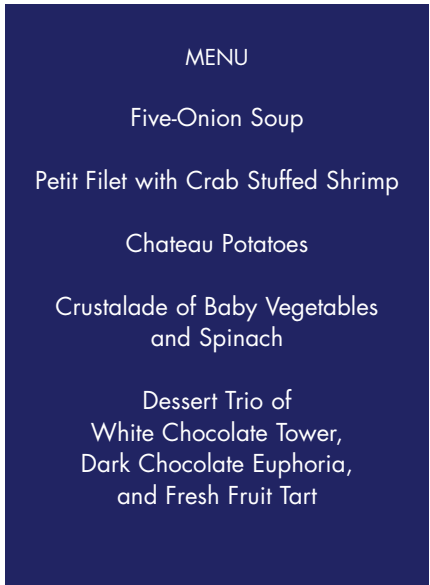 MENU
Five-Onion Soup
Petit Filet with Crab Stuffed Shrimp
Chateau Potatoes
Crustalade of Baby Vegetables
and Spinach
Dessert Trio of
White Chocolate Tower,
Dark Chocolate Euphoria,
and Fresh Fruit Tart